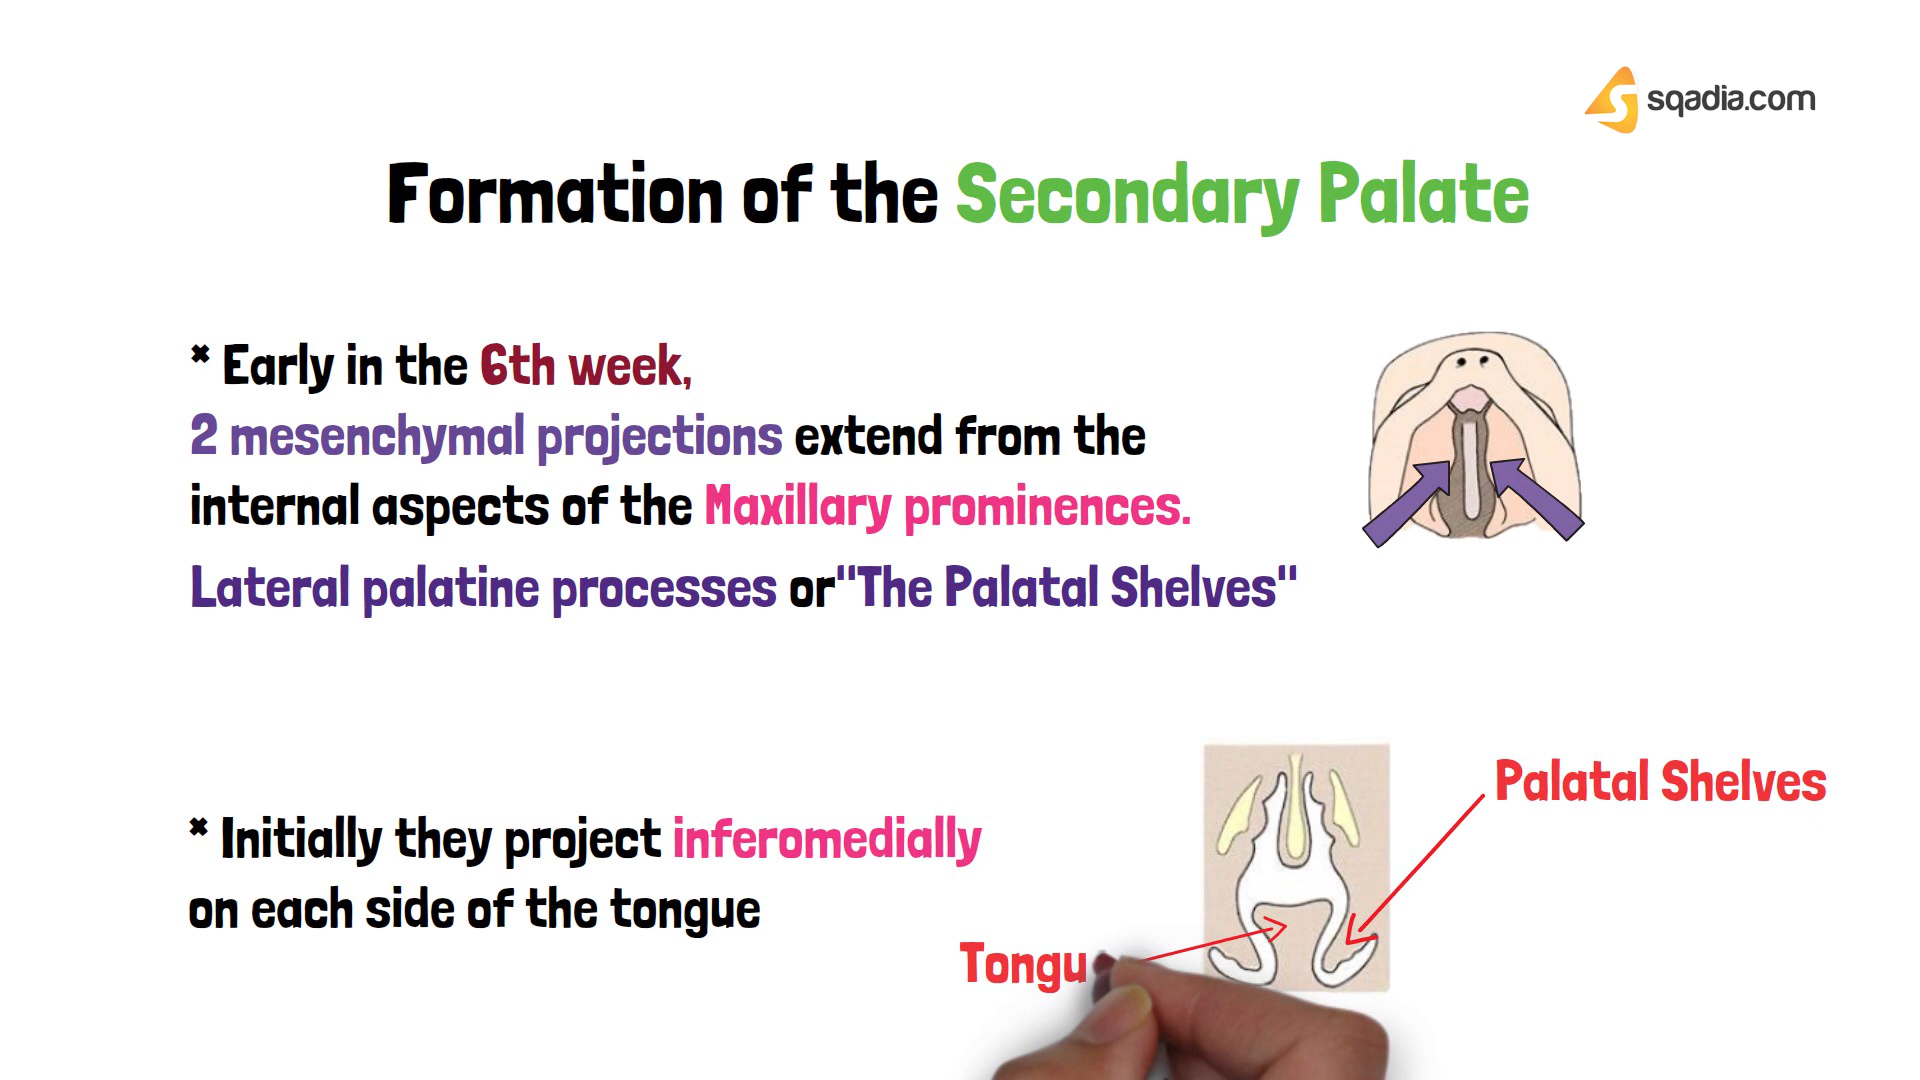 sqadia.com
Formation of the Secondary Palate
* Early in the 6th week,
2 mesenchymal projections extend from the
internal aspects of the Maxillary prominences.
Lateral palatine processes or"The Palatal Shelves"
Palatal Shelves
* Initially they project inferomedially
on each side of the tongue
Tongu